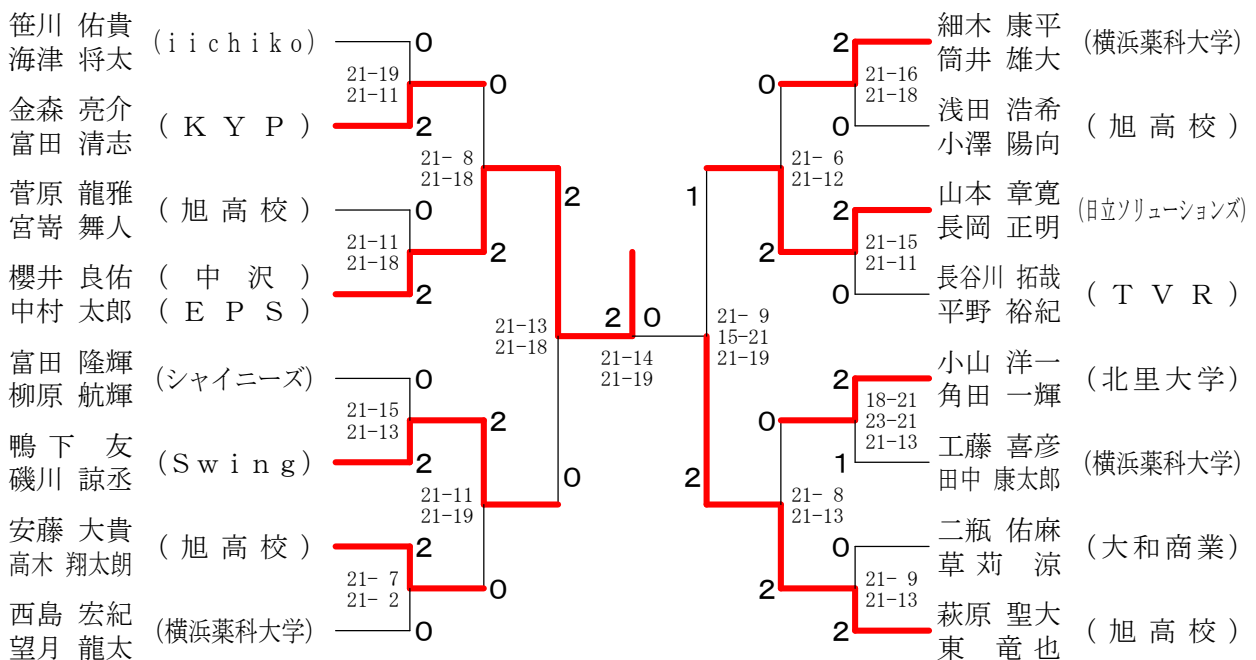 笹川 佑貴
海津 将太
(iichiko)
0
21-19
21-11
0
金森 亮介
富田 清志
(KYP)
2
21- 8
21-18
2
菅原 龍雅
宮嵜 舞人
(旭高校)
0
21-11
21-18
2
櫻井 良佑 (中沢)
中村 太郎 (EPS)
2
21-13
21-18
富田 隆輝
柳原 航輝
(シャイニーズ)
0
21-15
21-13
2
鴨下 友
磯川 諒丞
(Swing)
2
21-11
21-19
0
安藤 大貴
高木 翔太朗
(旭高校)
2
21- 7
21- 2
0
西島 宏紀
望月 龍太
(横浜薬科大学)
0
2 0
21-14
21-19
細木 康平
筒井 雄大
(横浜薬科大学)
2
21-16
21-18
0
浅田 浩希
小澤 陽向
(旭高校)
0
21- 6
21-12
1
山本 章寛
長岡 正明
(日立ソリューションズ)
2
21-15
21-11
2
長谷川 拓哉
平野 裕紀
(TVR)
0
21- 9
15-21
21-19
小山 洋一
角田 一輝
(北里大学)
2
18-21
23-21
21-13
0
工藤 喜彦
田中 康太郎
(横浜薬科大学)
1
21- 8
21-13
2
二瓶 佑麻
草苅 涼
(大和商業)
0
21- 9
21-13
2
萩原 聖大
東 竜也
(旭高校)
2